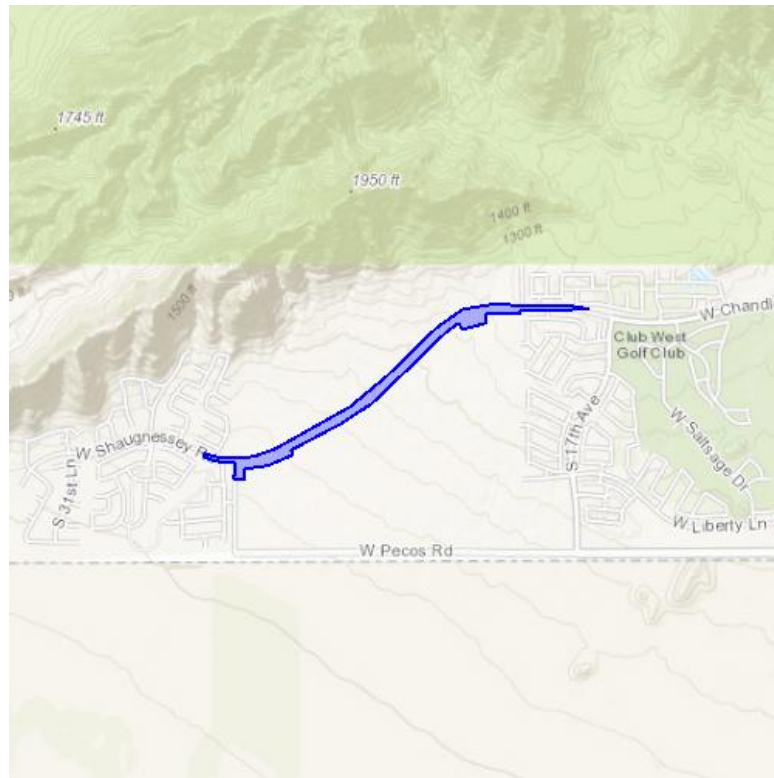 1745 ft
1950 ft
1400 ft
1300 ft
1500 ft
W Chandl
Club West
Golf Club
S 17th Ave
W Saltsage Dr
W Shaugnessey R
S 31st Ln
W Liberty Ln
W Pecos Rd